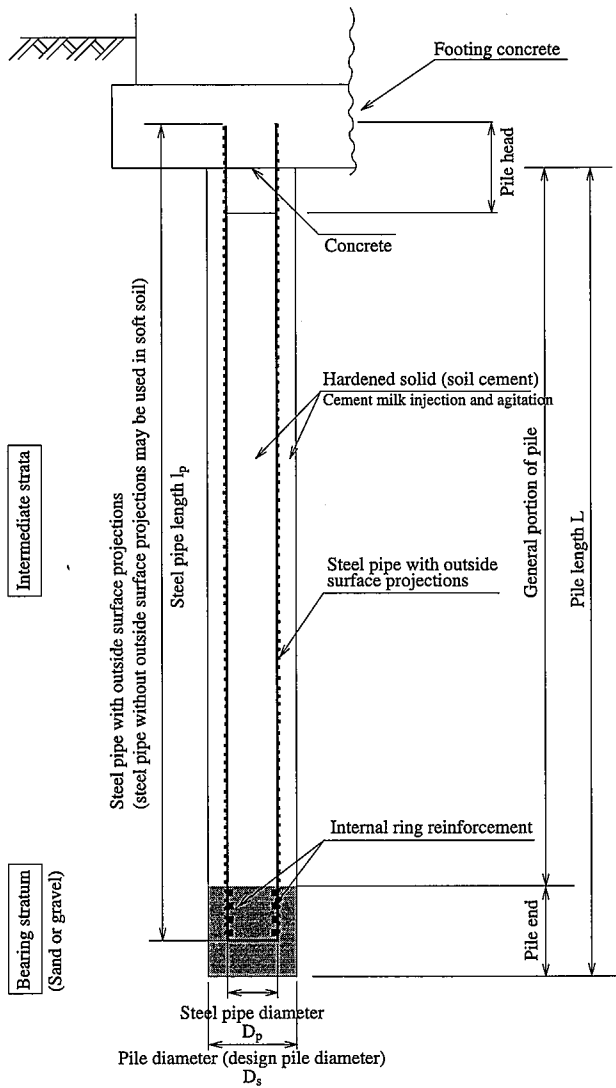 Footing concrete
Pile head
Concrete
Steel pipe with outside surface projections
(steel pipe without outside surface projections may be used in soft soil)
Steel pipe length lp
Hardened solid (soil cement)
Cement milk injection and agitation
General portion of pile
Pile length L
Intermediate strata
Steel pipe with outside
surface projections
Internal ring reinforcement
Bearing stratum
(Sand or gravel)
Pile end
Steel pipe diameter
Dp
Pile diameter (design pile diameter)
Ds